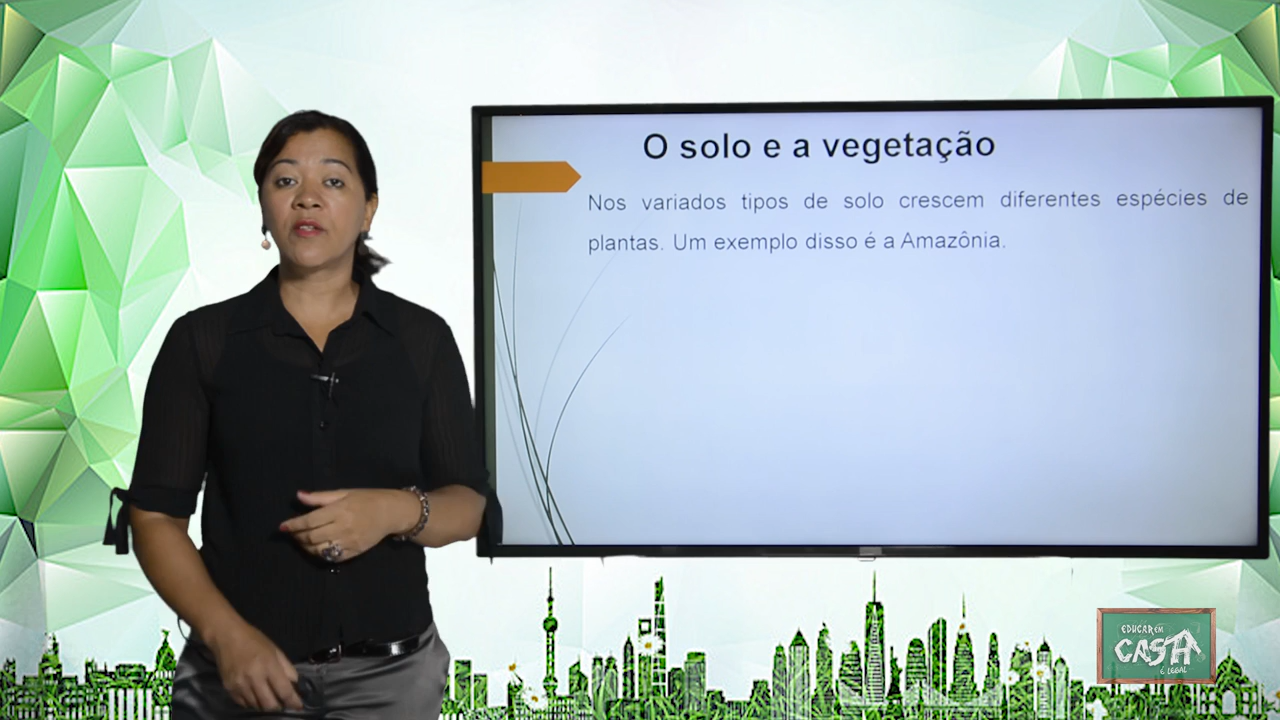 O solo e a vegetação
Nos variados tipos de solo crescem diferentes espécies de
plantas. Um exemplo disso é a Amazônia.
EDUCAR EM
CASA
É LEGAL